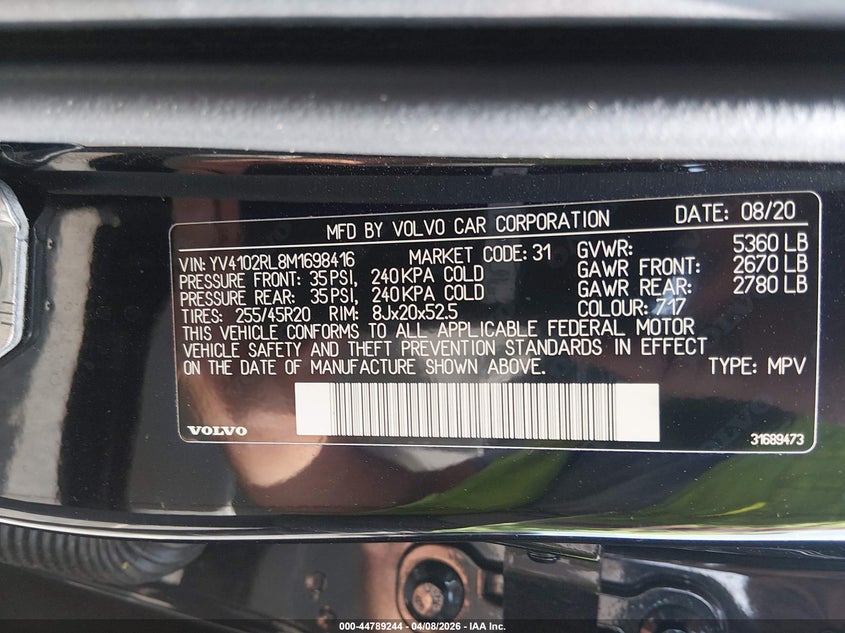 MFD BY VOLVO CAR CORPORATION DATE: 08/20
VIN: YV4102RL8M1698416 MARKET CODE: 31 GVWR: 5360 LB
PRESSURE FRONT: 35 PSI, 240 KPA COLD GAWR FRONT: 2670 LB
PRESSURE REAR: 35 PSI, 240 KPA COLD GAWR REAR: 2780 LB
TIRES: 255/45R20 RIM: 8Jx20x52.5 COLOUR: 717
THIS VEHICLE CONFORMS TO ALL APPLICABLE FEDERAL MOTOR
VEHICLE SAFETY AND THEFT PREVENTION STANDARDS IN EFFECT
ON THE DATE OF MANUFACTURE SHOWN ABOVE. TYPE: MPV
VOLVO 31689473
000-44789244 - 04/08/2026 - IAA Inc.